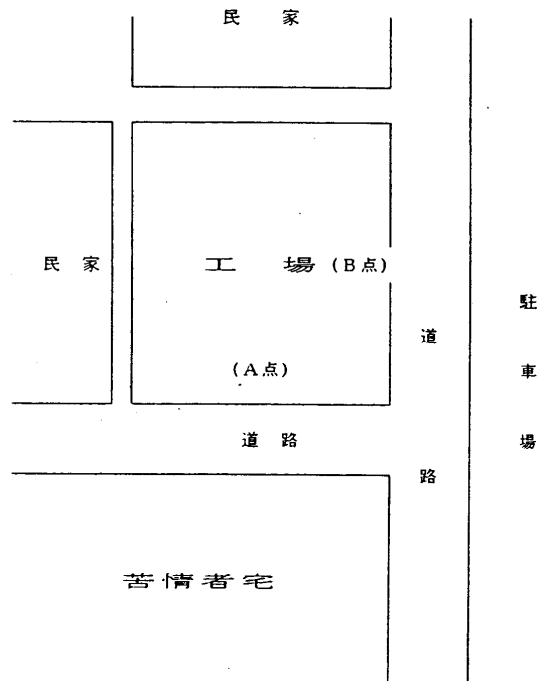 民 家
民 家
工 場 (B点)
(A点)
道 路
道 路
駐 車 場
苦情者宅